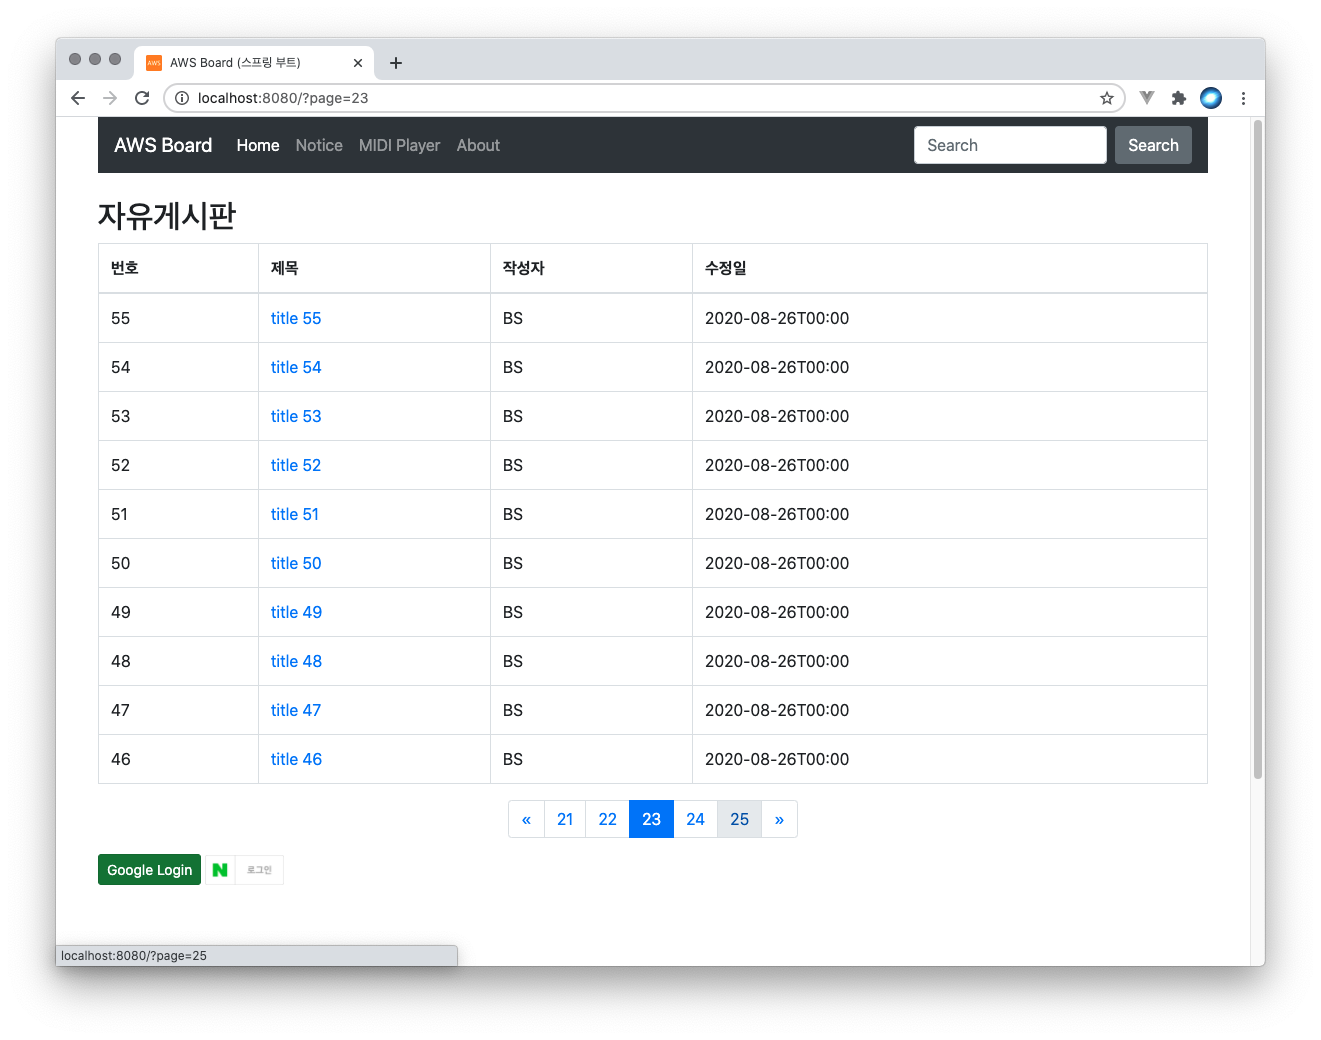 AWS AWS Board (스프링 부트)
localhost:8080/?page=23
AWS Board Home Notice MIDI Player About Search Search
자유게시판
번호 제목 작성자 수정일
55 title 55 BS 2020-08-26T00:00
54 title 54 BS 2020-08-26T00:00
53 title 53 BS 2020-08-26T00:00
52 title 52 BS 2020-08-26T00:00
51 title 51 BS 2020-08-26T00:00
50 title 50 BS 2020-08-26T00:00
49 title 49 BS 2020-08-26T00:00
48 title 48 BS 2020-08-26T00:00
47 title 47 BS 2020-08-26T00:00
46 title 46 BS 2020-08-26T00:00
« 21 22 23 24 25 »
Google Login N 로그인
localhost:8080/?page=25